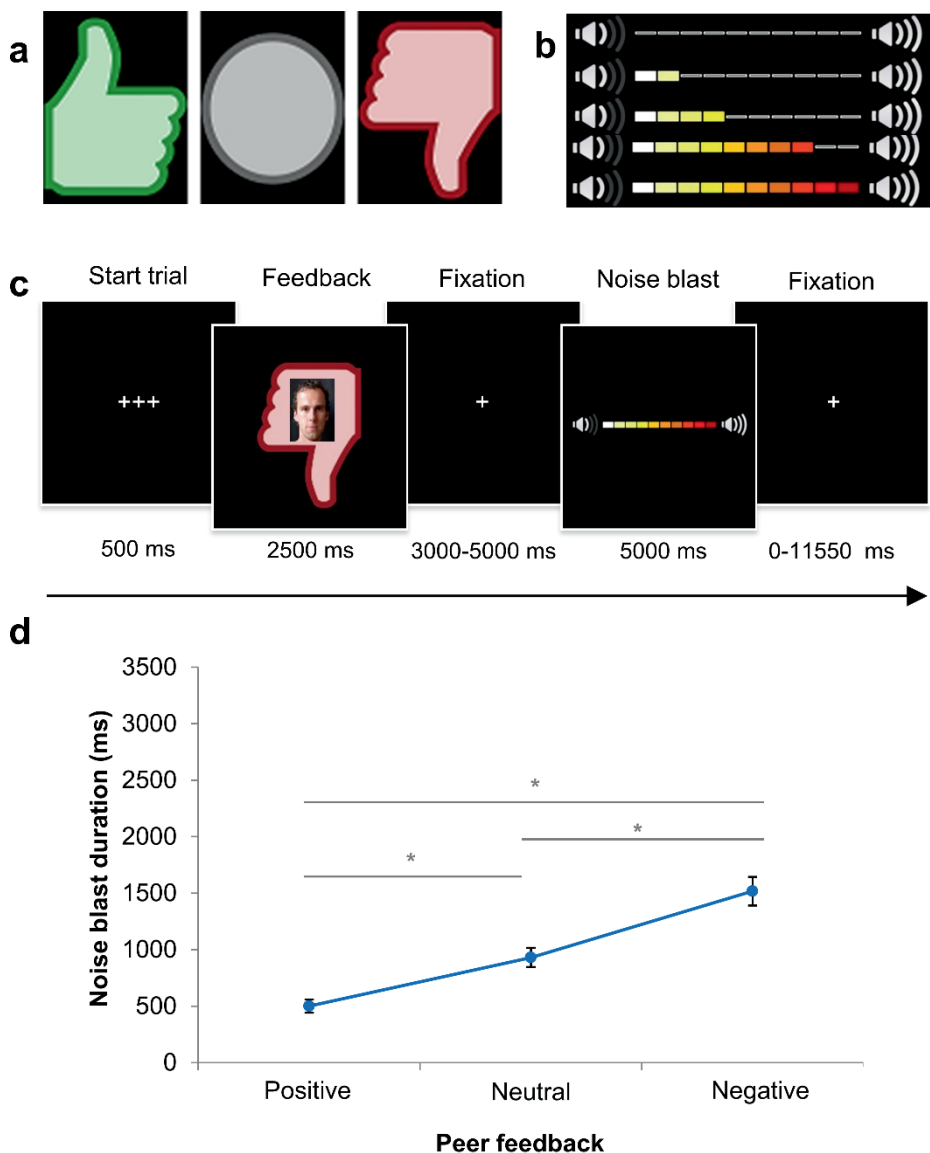 a
b
c
Start trial
Feedback
Fixation
Noise blast
Fixation
+++
+
+
500 ms
2500 ms
3000-5000 ms
5000 ms
0-11550 ms
d
3500
3000
2500
2000
1500
1000
500
0
Noise blast duration (ms)
*
*
*
Positive
Neutral
Negative
Peer feedback